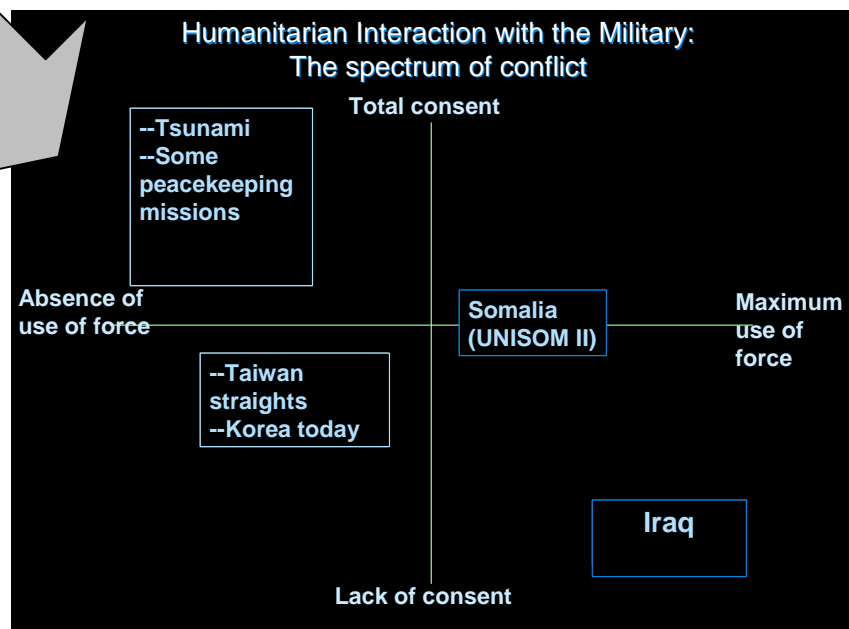 Humanitarian Interaction with the Military:
The spectrum of conflict
Total consent
--Tsunami
--Some
peacekeeping
missions
Absence of
use of force
Somalia
(UNISOM II)
Maximum
use of
force
--Taiwan
straights
--Korea today
Iraq
Lack of consent